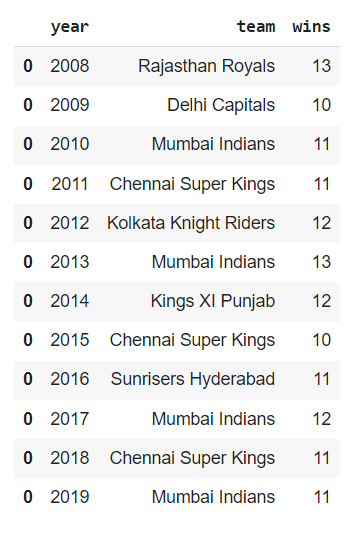 year team wins
0 2008 Rajasthan Royals 13
0 2009 Delhi Capitals 10
0 2010 Mumbai Indians 11
0 2011 Chennai Super Kings 11
0 2012 Kolkata Knight Riders 12
0 2013 Mumbai Indians 13
0 2014 Kings XI Punjab 12
0 2015 Chennai Super Kings 10
0 2016 Sunrisers Hyderabad 11
0 2017 Mumbai Indians 12
0 2018 Chennai Super Kings 11
0 2019 Mumbai Indians 11